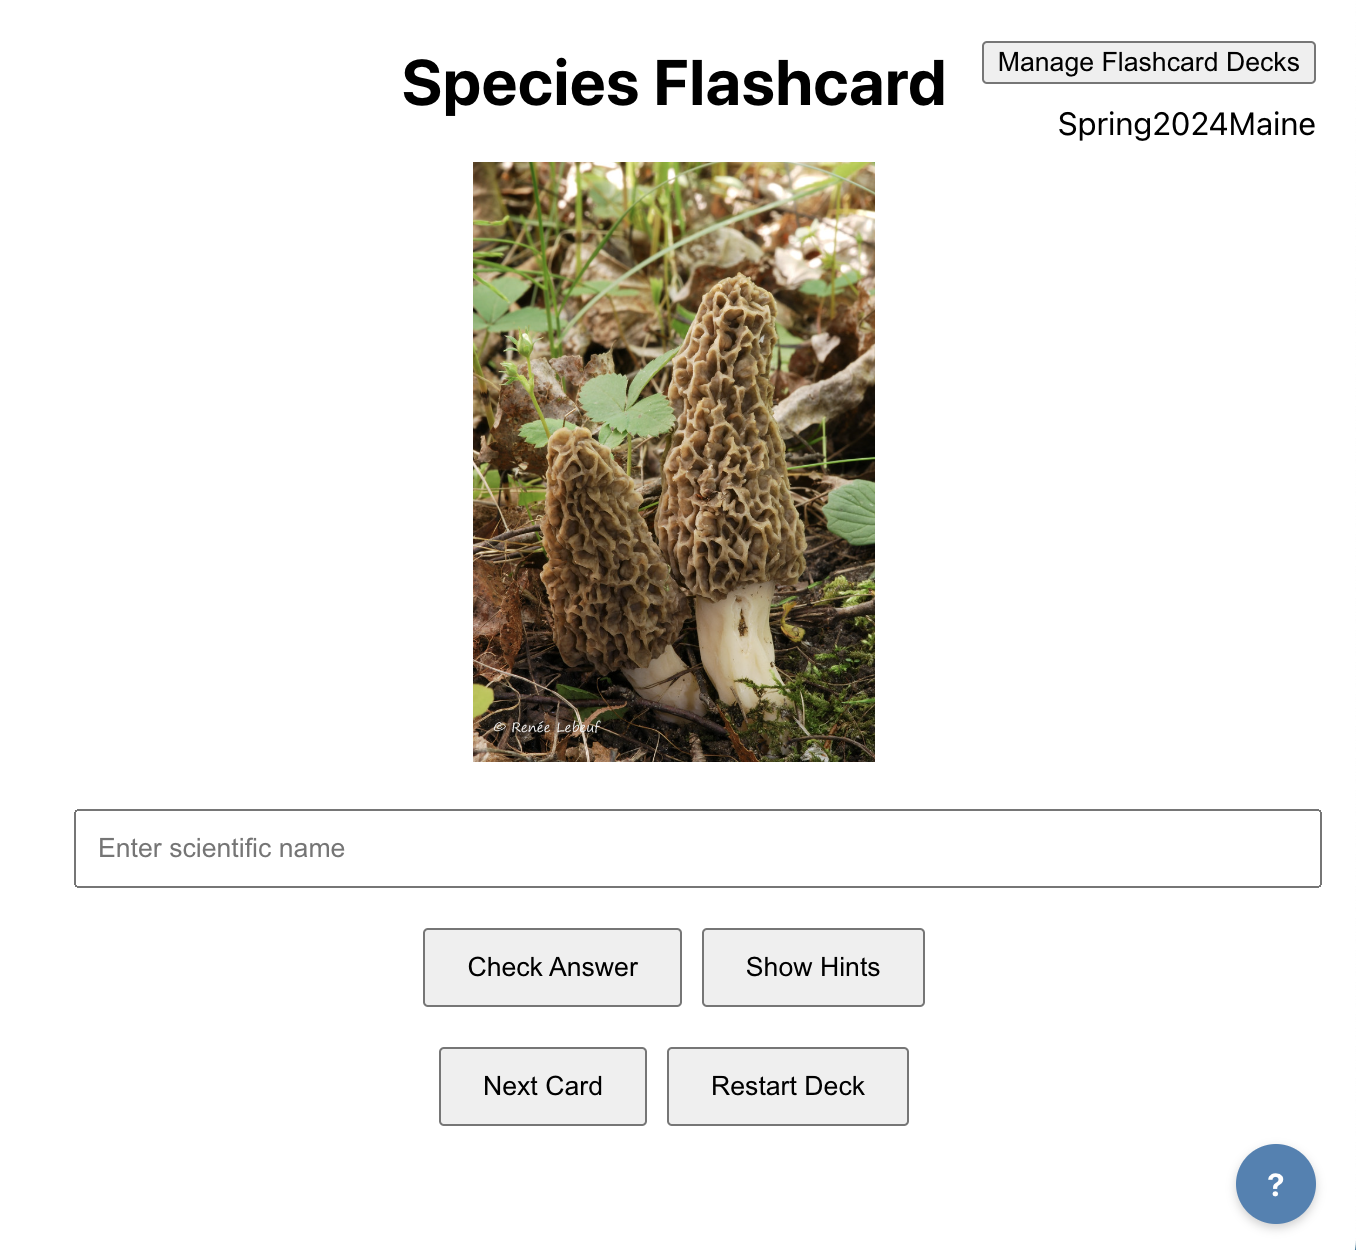 Species Flashcard
Manage Flashcard Decks
Spring2024Maine
© Renée Lebeuf
Enter scientific name
Check Answer
Show Hints
Next Card
Restart Deck
?